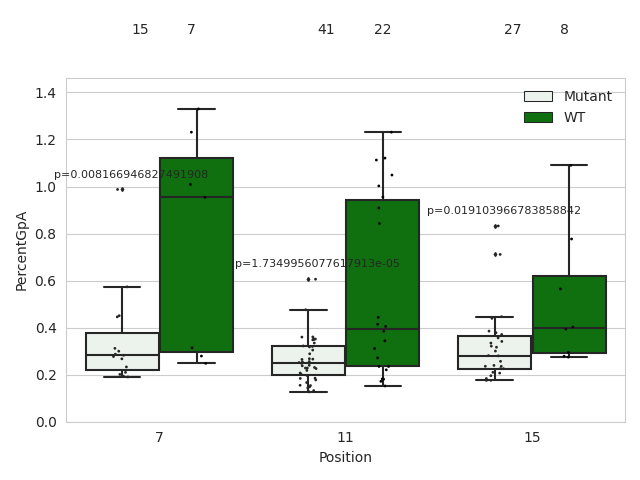 15 7 41 22 27 8
Mutant
WT
1.4
1.2
1.0
0.8
0.6
0.4
0.2
0.0
PercentGpA
p=0.008166946827491908
p=1.7349956077617913e-05
p=0.019103966783858842
7 11 15
Position